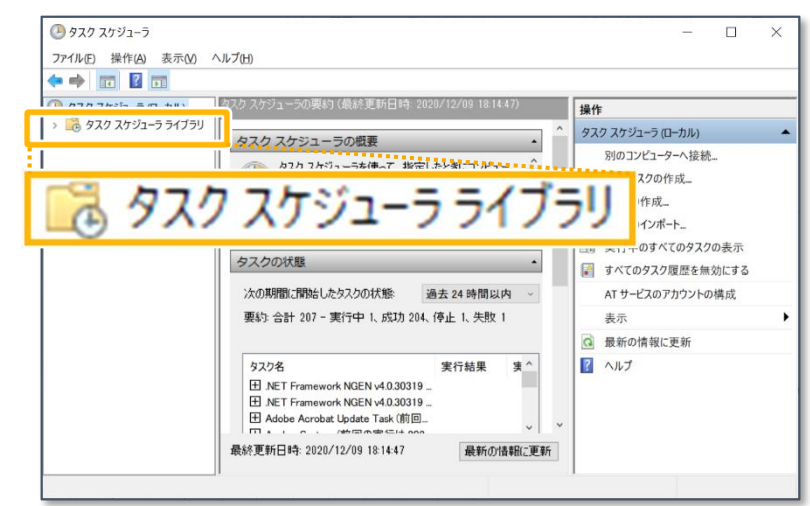 タスク スケジューラ
ファイル(F) 操作(A) 表示(V) ヘルプ(H)
タスク スケジューラ ライブラリ
タスク スケジューラの要約 (最終更新日時: 2020/12/09 18:14:47)
タスク スケジューラの概要
タスク スケジューラ ライブラリ
タスクの状態
次の期間に開始したタスクの状態: 過去 24 時間以内
要約: 合計 207 - 実行中 1、成功 204、停止 1、失敗 1
タスク名 実行結果
.NET Framework NGEN v4.0.30319 ...
.NET Framework NGEN v4.0.30319 ...
Adobe Acrobat Update Task (前回...
最終更新日時: 2020/12/09 18:14:47 最新の情報に更新
操作
タスク スケジューラ (ローカル)
別のコンピューターへ接続...
スクの作成...
作成...
インポート...
実行中のすべてのタスクの表示
すべてのタスク履歴を無効にする
AT サービスのアカウントの構成
表示
最新の情報に更新
ヘルプ